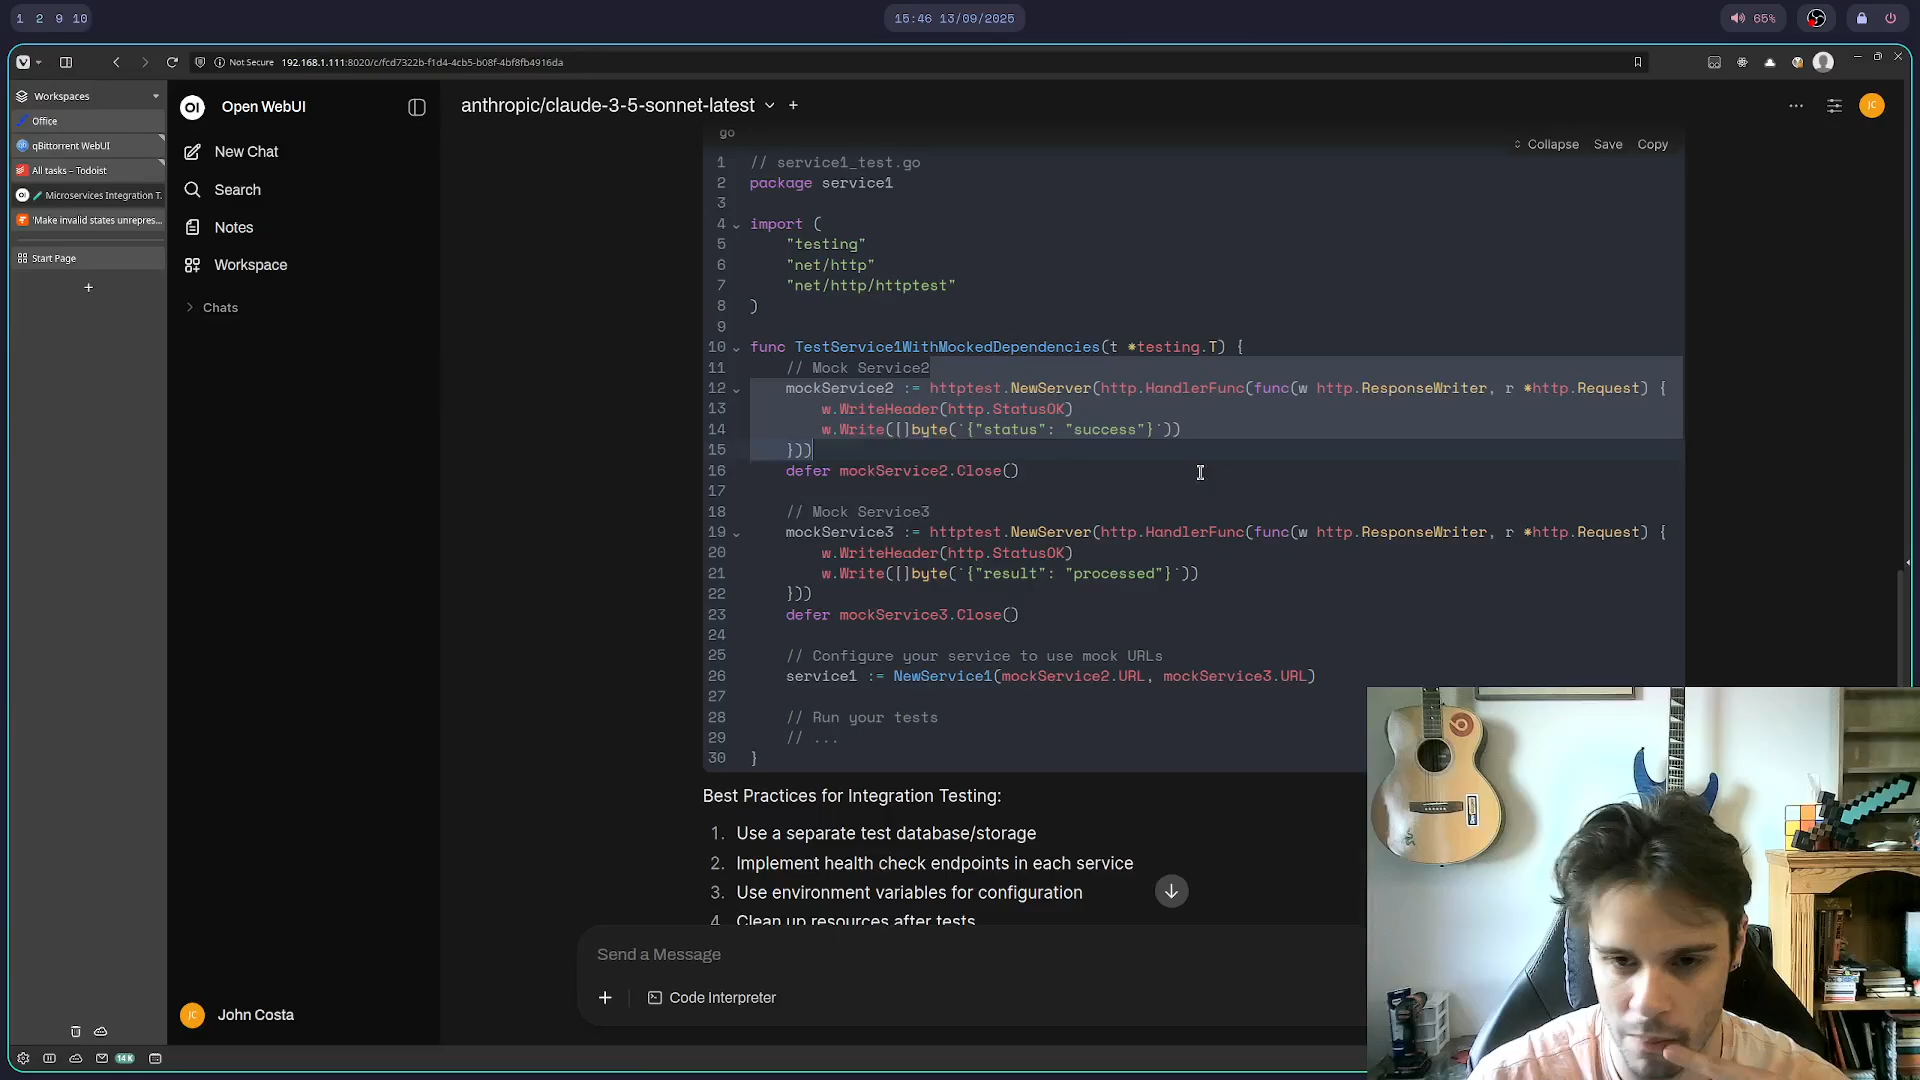 1 2 9 10
15:46 13/09/2025
65%
Not Secure 192.168.1.111:8020/c/fcd7322b-f1d4-4cb5-b08f-4bf8fb4916da
Workspaces
Office
qBittorrent WebUI
All tasks – Todoist
Microservices Integration T.
'Make invalid states unrepres...
Start Page
OI Open WebUI
New Chat
Search
Notes
Workspace
Chats
JC John Costa
14 K
anthropic/claude-3-5-sonnet-latest
JC
go
Collapse Save Copy
1 // service1_test.go
2 package service1
3
4 import (
5 "testing"
6 "net/http"
7 "net/http/httptest"
8 )
9
10 func TestService1WithMockedDependencies(t *testing.T) {
11 // Mock Service2
12 mockService2 := httptest.NewServer(http.HandlerFunc(func(w http.ResponseWriter, r *http.Request) {
13 w.WriteHeader(http.StatusOK)
14 w.Write([]byte(`{"status": "success"}`))
15 }))
16 defer mockService2.Close()
17
18 // Mock Service3
19 mockService3 := httptest.NewServer(http.HandlerFunc(func(w http.ResponseWriter, r *http.Request) {
20 w.WriteHeader(http.StatusOK)
21 w.Write([]byte(`{"result": "processed"}`))
22 }))
23 defer mockService3.Close()
24
25 // Configure your service to use mock URLs
26 service1 := NewService1(mockService2.URL, mockService3.URL)
27
28 // Run your tests
29 // ...
30 }
Best Practices for Integration Testing:
1. Use a separate test database/storage
2. Implement health check endpoints in each service
3. Use environment variables for configuration
4. Clean up resources after tests
Send a Message
Code Interpreter